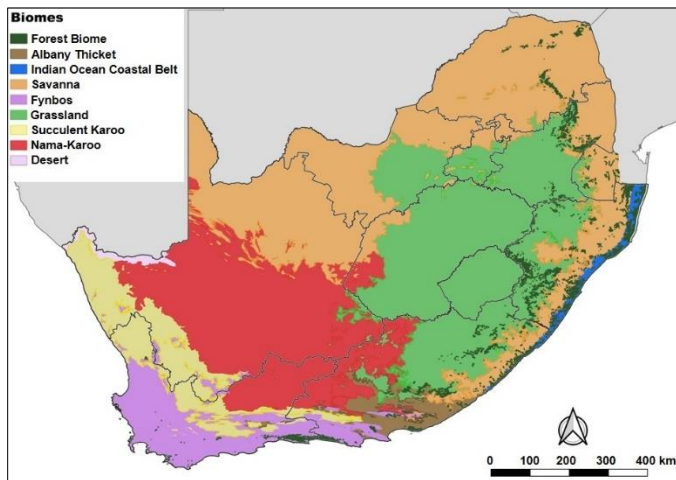 Biomes
Forest Biome
Albany Thicket
Indian Ocean Coastal Belt
Savanna
Fynbos
Grassland
Succulent Karoo
Nama-Karoo
Desert
0 100 200 300 400 km